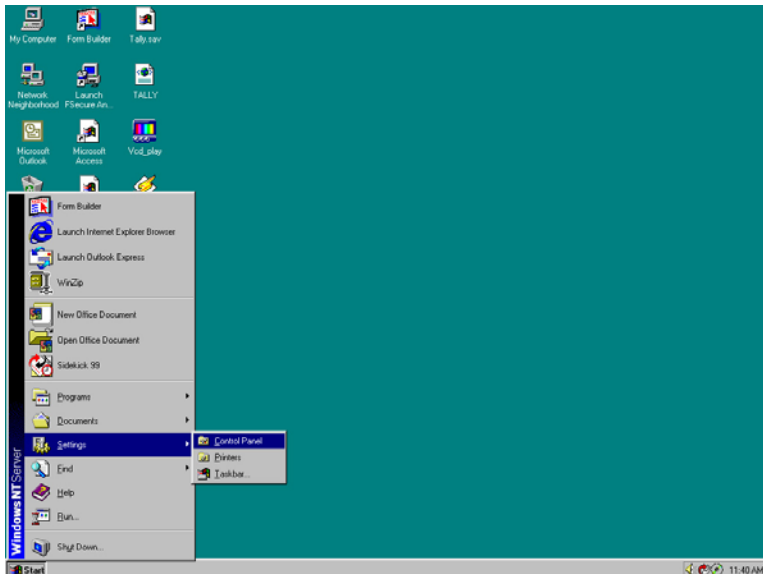 My Computer
Form Builder
Tally.sav
Network Neighborhood
Launch FSecure An...
TALLY
Microsoft Outlook
Microsoft Access
Vcd_play
Form Builder
Launch Internet Explorer Browser
Launch Outlook Express
WinZip
New Office Document
Open Office Document
Sidekick 99
Programs
Documents
Settings
Control Panel
Printers
Taskbar...
Find
Help
Run...
Shut Down...
Windows NT Server
Start
11:40 AM